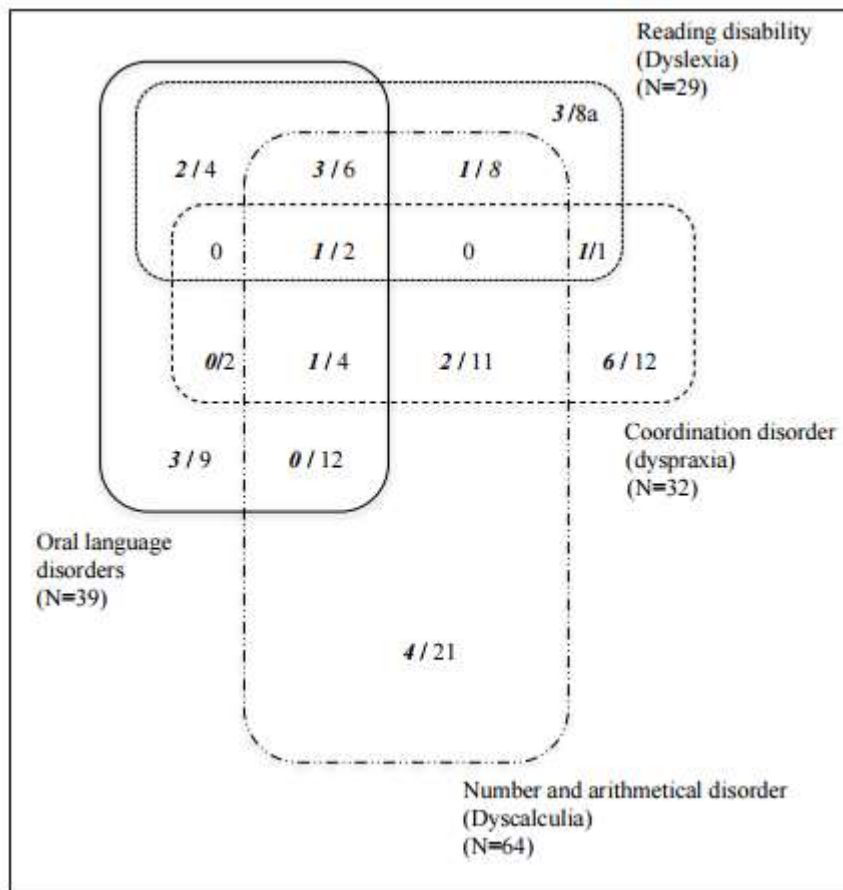 Reading disability
(Dyslexia)
(N=29)
3 /8a
2 / 4 3 / 6 1 / 8
0 1 / 2 0 1/1
0/2 1 / 4 2 / 11 6 / 12
Coordination disorder
(dyspraxia)
(N=32)
3 / 9 0 / 12
Oral language
disorders
(N=39)
4 / 21
Number and arithmetical disorder
(Dyscalculia)
(N=64)